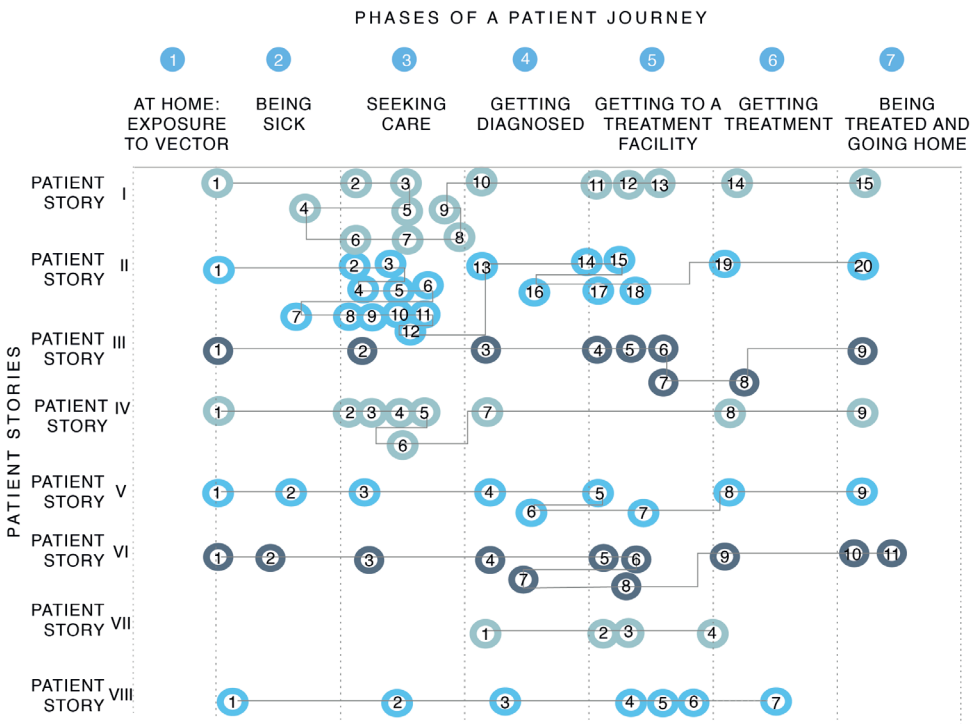 PHASES OF A PATIENT JOURNEY
1 2 3 4 5 6 7
AT HOME: BEING SEEKING GETTING GETTING TO A GETTING BEING
EXPOSURE SICK CARE DIAGNOSED TREATMENT TREATMENT TREATED AND
TO VECTOR FACILITY GOING HOME
PATIENT STORIES
PATIENT
STORY I
1 2 3 10 11 12 13 14 15
4 5 9
6 7 8
PATIENT
STORY II
1 2 3 13 14 15 19 20
4 5 6 16 17 18
7 8 9 10 11
12
PATIENT
STORY III
1 2 3 4 5 6 9
7 8
PATIENT
STORY IV
1 2 3 4 5 7 8 9
6
PATIENT
STORY V
1 2 3 4 5 8 9
6 7
PATIENT
STORY VI
1 2 3 4 5 6 9 10 11
7 8
PATIENT
STORY VII
1 2 3 4
PATIENT
STORY VIII
1 2 3 4 5 6 7